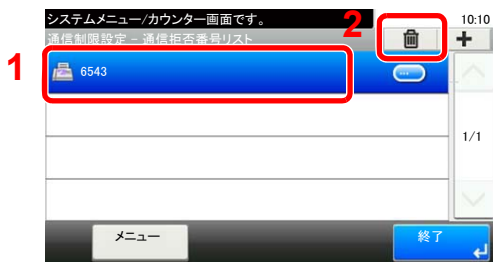 システムメニュー/カウンター画面です。
2
10:10
通信制限設定 - 通信拒否番号リスト
1
6543
1/1
メニュー
終了